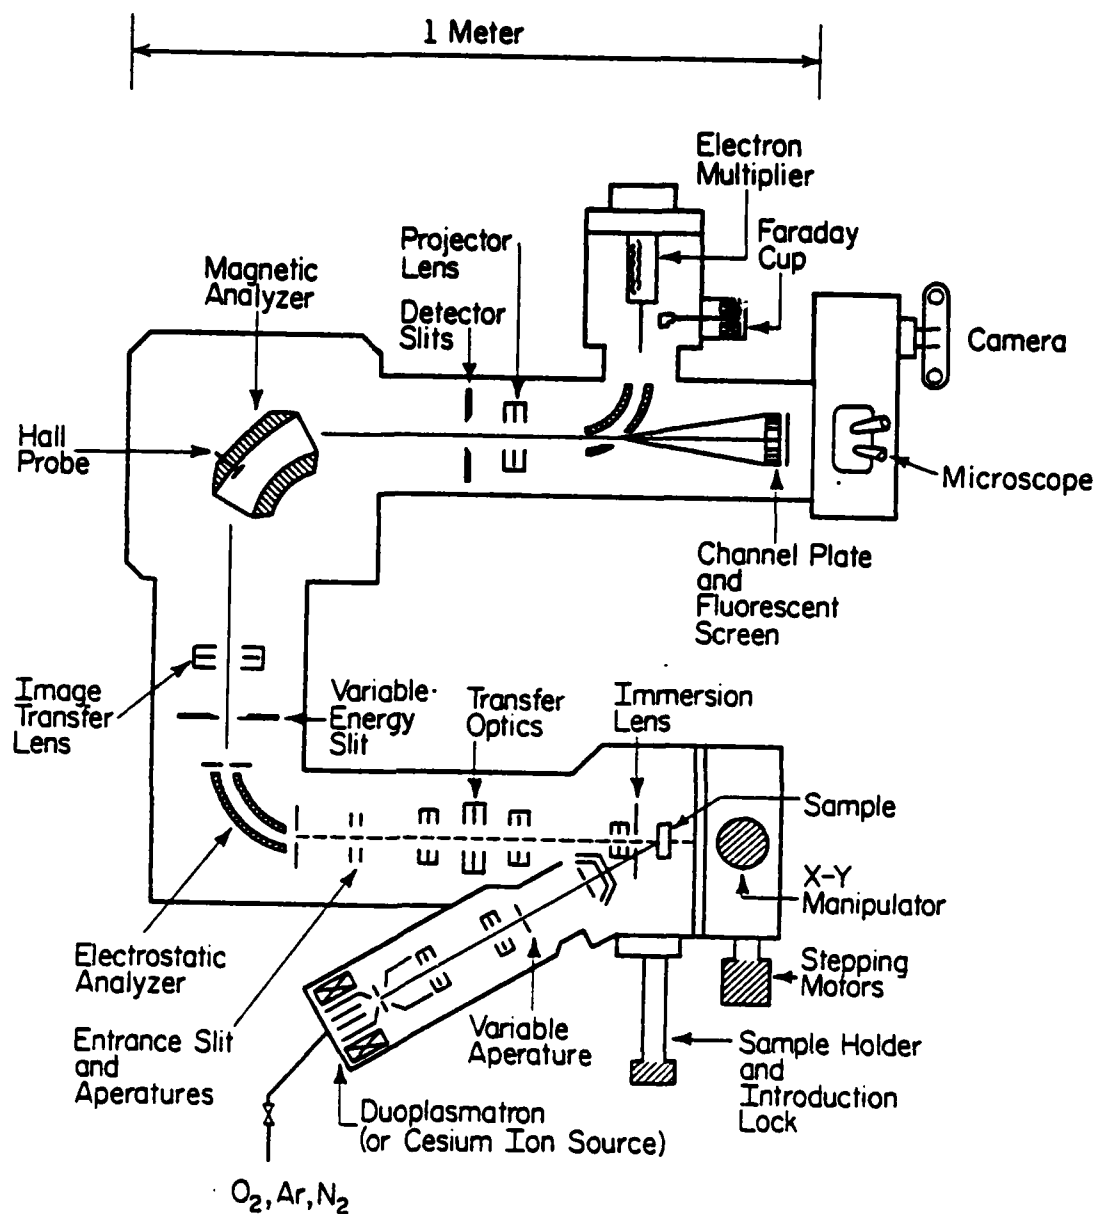 1 Meter
Electron
Multiplier
Projector
Lens
Faraday
Cup
Magnetic
Analyzer
Detector
Slits
Camera
Hall
Probe
Microscope
Channel Plate
and
Fluorescent
Screen
Image
Transfer
Lens
Variable
Energy
Slit
Transfer
Optics
Immersion
Lens
Sample
X-Y
Manipulator
Electrostatic
Analyzer
Stepping
Motors
Entrance Slit
and
Aperatures
Variable
Aperature
Sample Holder
and
Introduction
Lock
Duoplasmatron
(or Cesium Ion Source)
O2, Ar, N2